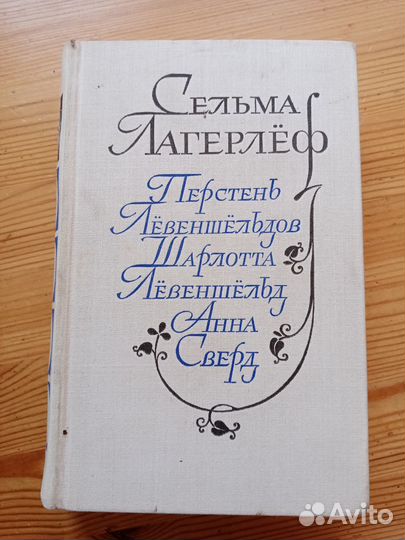 Сельма
Лагерлёф
Перстень
Лёвеншёльдов
Шарлотта
Лёвеншёльд
Анна
Сверд
Avito